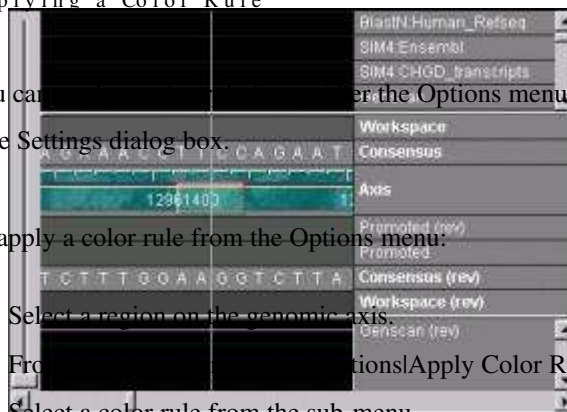 plying a Color Rule
BlastN:Human_Refseq
SIM4:Ensembl
SIM4:CHGD_transcripts
u can er the Options menu
Workspace
e Settings dialog box.
A G C A A C C T T C C A G A A T Consensus
Axis
12961400
Promoted (rev)
apply a color rule from the Options menu:
Promoted
T C T T T G G A A G G T C T T A Consensus (rev)
Workspace (rev)
Select a region on the genomic axis.
Genscan (rev)
Fro tions|Apply Color R
Select a color rule from the sub-menu